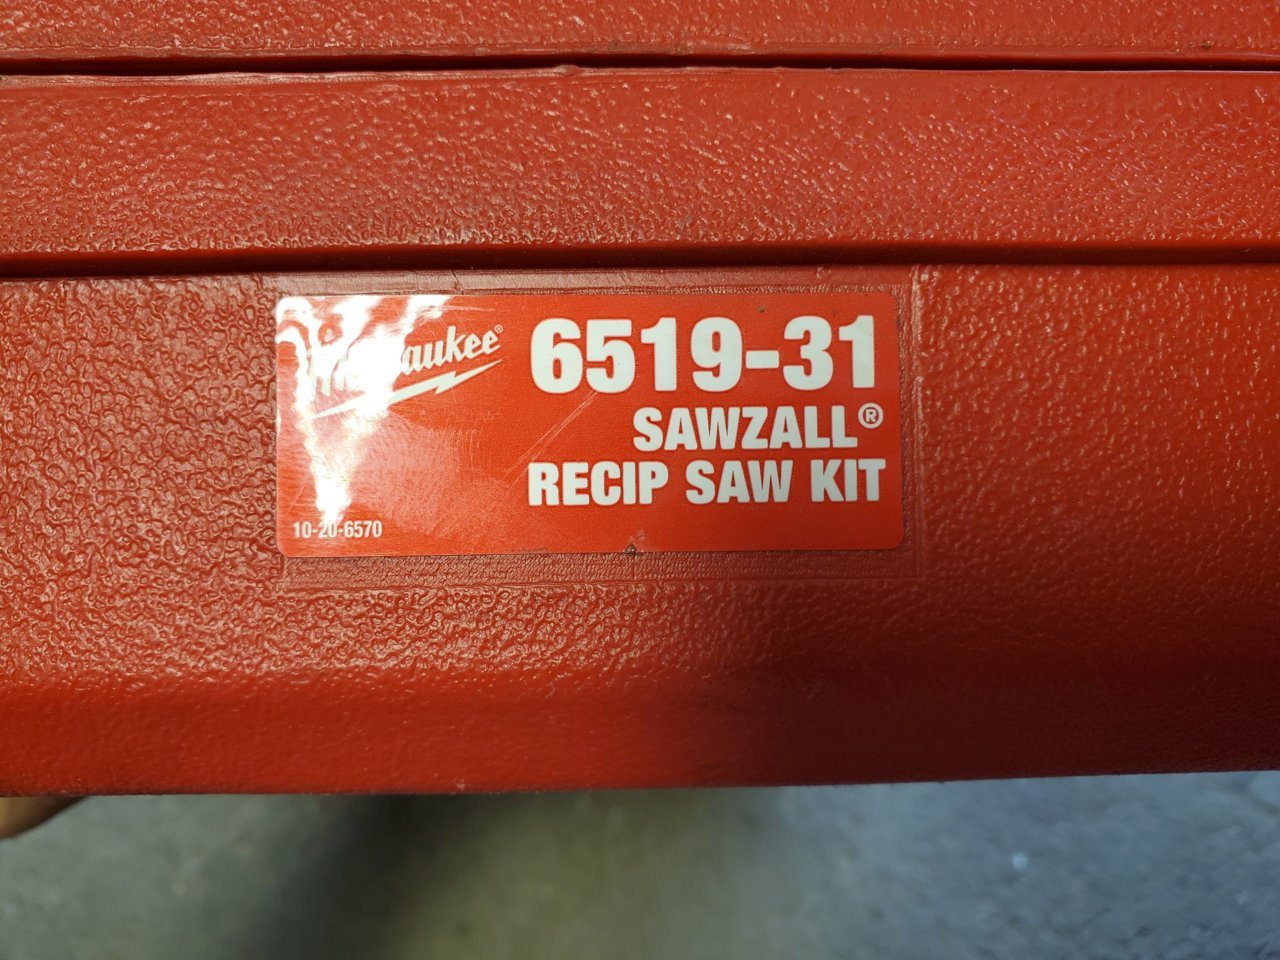 Milwaukee®
6519-31
SAWZALL®
RECIP SAW KIT
10-20-6570